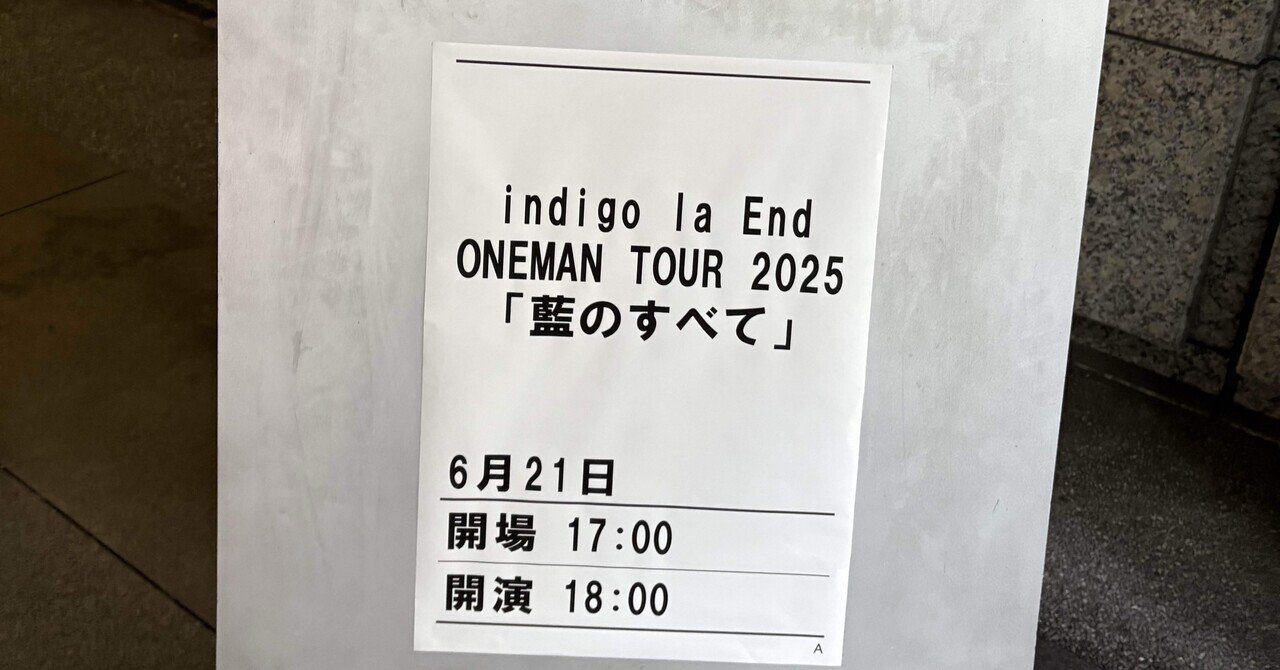 indigo la End
ONEMAN TOUR 2025
「藍のすべて」
6月21日
開場 17:00
開演 18:00
A